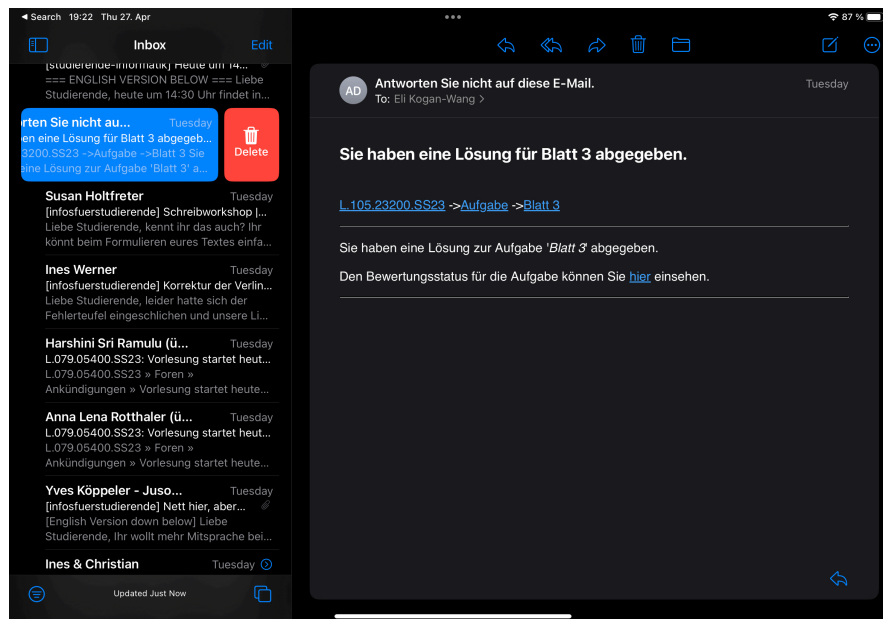 Search 19:22 Thu 27. Apr
87 %
Inbox
Edit
[studierende-informatik] Heute um 14...
=== ENGLISH VERSION BELOW === Liebe
Studierende, heute um 14:30 Uhr findet in...
rten Sie nicht au... Tuesday
en eine Lösung für Blatt 3 abgegeb...
3200.SS23 ->Aufgabe ->Blatt 3 Sie
eine Lösung zur Aufgabe 'Blatt 3' a...
Delete
Susan Holtfreter Tuesday
[infosfuerstudierende] Schreibworkshop |...
Liebe Studierende, kennt ihr das auch? Ihr
könnt beim Formulieren eures Textes einfa...
Ines Werner Tuesday
[infosfuerstudierende] Korrektur der Verlin...
Liebe Studierende, leider hatte sich der
Fehlerteufel eingeschlichen und unsere Li...
Harshini Sri Ramulu (ü... Tuesday
L.079.05400.SS23: Vorlesung startet heut...
L.079.05400.SS23 » Foren »
Ankündigungen » Vorlesung startet heute...
Anna Lena Rotthaler (ü... Tuesday
L.079.05400.SS23: Vorlesung startet heut...
L.079.05400.SS23 » Foren »
Ankündigungen » Vorlesung startet heute...
Yves Köppeler - Juso... Tuesday
[infosfuerstudierende] Nett hier, aber...
[English Version down below] Liebe
Studierende, Ihr wollt mehr Mitsprache bei...
Ines & Christian Tuesday
Updated Just Now
AD
Antworten Sie nicht auf diese E-Mail.
Tuesday
To: Eli Kogan-Wang >
Sie haben eine Lösung für Blatt 3 abgegeben.
L.105.23200.SS23 ->Aufgabe ->Blatt 3
Sie haben eine Lösung zur Aufgabe 'Blatt 3' abgegeben.
Den Bewertungsstatus für die Aufgabe können Sie hier einsehen.